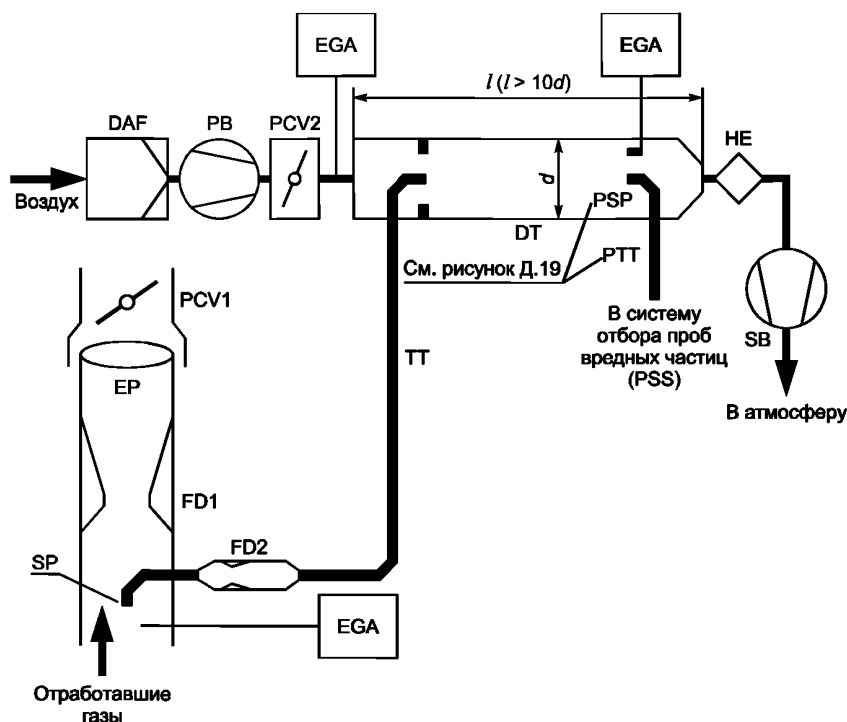 EGA
EGA
l (l > 10d)
DAF
PB
PCV2
HE
Воздух
d
PSP
DT
PTT
См. рисунок Д.19
PCV1
В систему
отбора проб
вредных частиц
(PSS)
SB
TT
EP
В атмосферу
FD1
FD2
SP
EGA
Отработавшие
газы